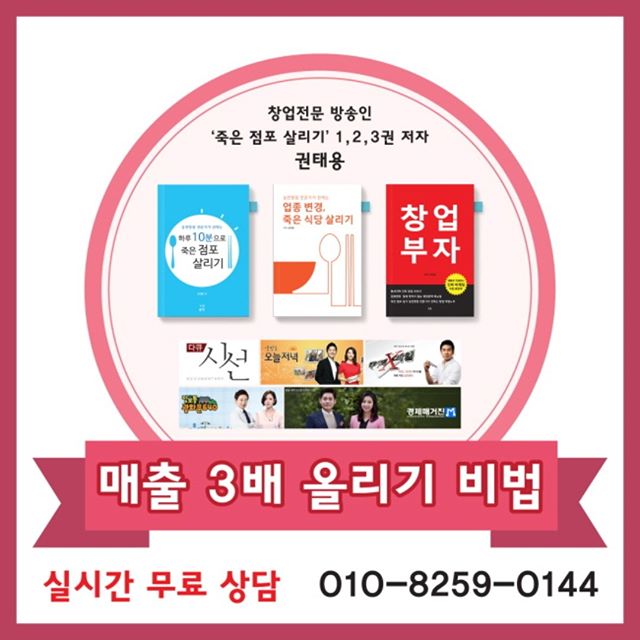 창업전문 방송인
‘죽은 점포 살리기’ 1,2,3권 저자
권태용
하루 10분으로
죽은 점포
살리기
업종 변경,
죽은 식당 살리기
창업
부자
다큐
시선
오늘저녁
경제매거진M
매출 3배 올리기 비법
실시간 무료 상담 010-8259-0144